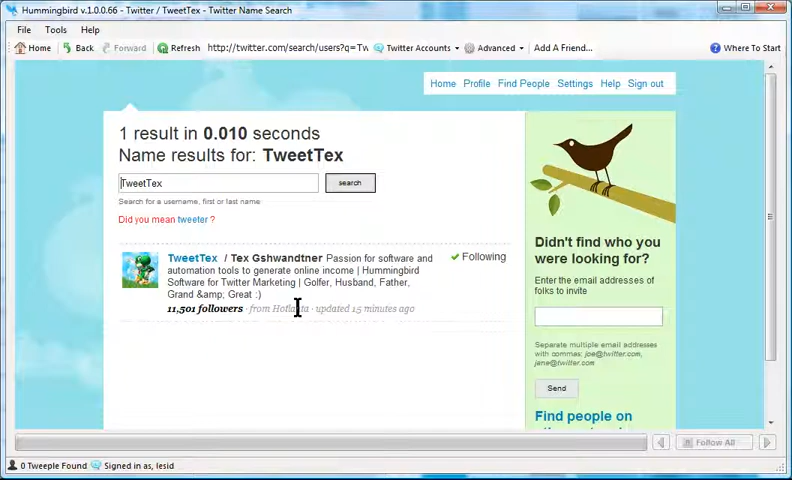 Hummingbird v.1.0.0.66 - Twitter / TweetTex - Twitter Name Search
File Tools Help
Home Back Forward Refresh http://twitter.com/search/users?q=Tw Twitter Accounts Advanced Add A Friend... Where To Start
Home Profile Find People Settings Help Sign out
1 result in 0.010 seconds
Name results for: TweetTex
TweetTex search
Search for a username, first or last name
Did you mean tweeter ?
TweetTex / Tex Gshwandtner Passion for software and
automation tools to generate online income | Hummingbird
Software for Twitter Marketing | Golfer, Husband, Father,
Grand &amp; Great :)
11,501 followers · from Hotlanta · updated 15 minutes ago
Following
Didn't find who you
were looking for?
Enter the email addresses of
folks to invite
Separate multiple email addresses
with commas: joe@twitter.com,
jane@twitter.com
Send
Find people on
Follow All
0 Tweeple Found Signed in as, lesid